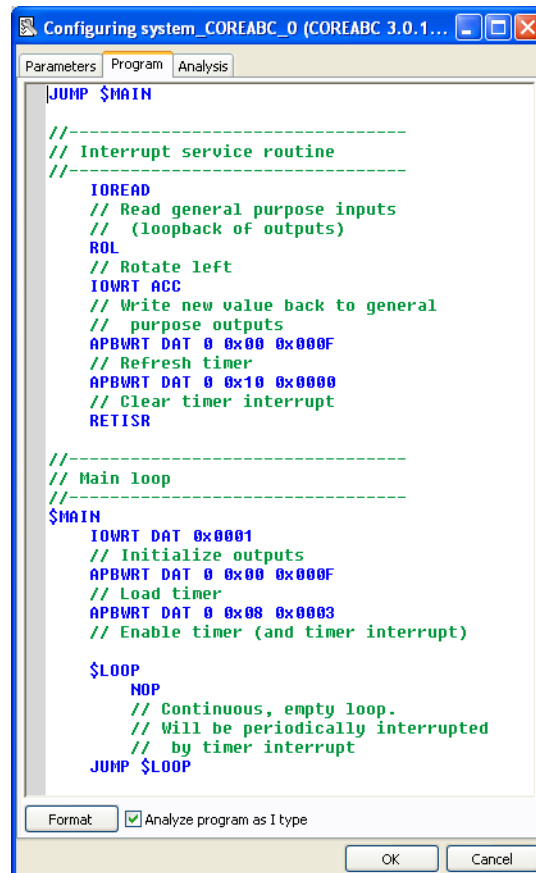 Configuring system_COREABC_0 (COREABC 3.0.1...
Parameters Program Analysis
JUMP $MAIN
//----------------------------------
// Interrupt service routine
//----------------------------------
IOREAD
// Read general purpose inputs
//  (loopback of outputs)
ROL
// Rotate left
IOWRT ACC
// Write new value back to general
//  purpose outputs
APBWRT DAT 0 0x00 0x000F
// Refresh timer
APBWRT DAT 0 0x10 0x0000
// Clear timer interrupt
RETISR
//----------------------------------
// Main loop
//----------------------------------
$MAIN
IOWRT DAT 0x0001
// Initialize outputs
APBWRT DAT 0 0x00 0x000F
// Load timer
APBWRT DAT 0 0x08 0x0003
// Enable timer (and timer interrupt)
$LOOP
NOP
// Continuous, empty loop.
// Will be periodically interrupted
//  by timer interrupt
JUMP $LOOP
Format Analyze program as I type
OK Cancel